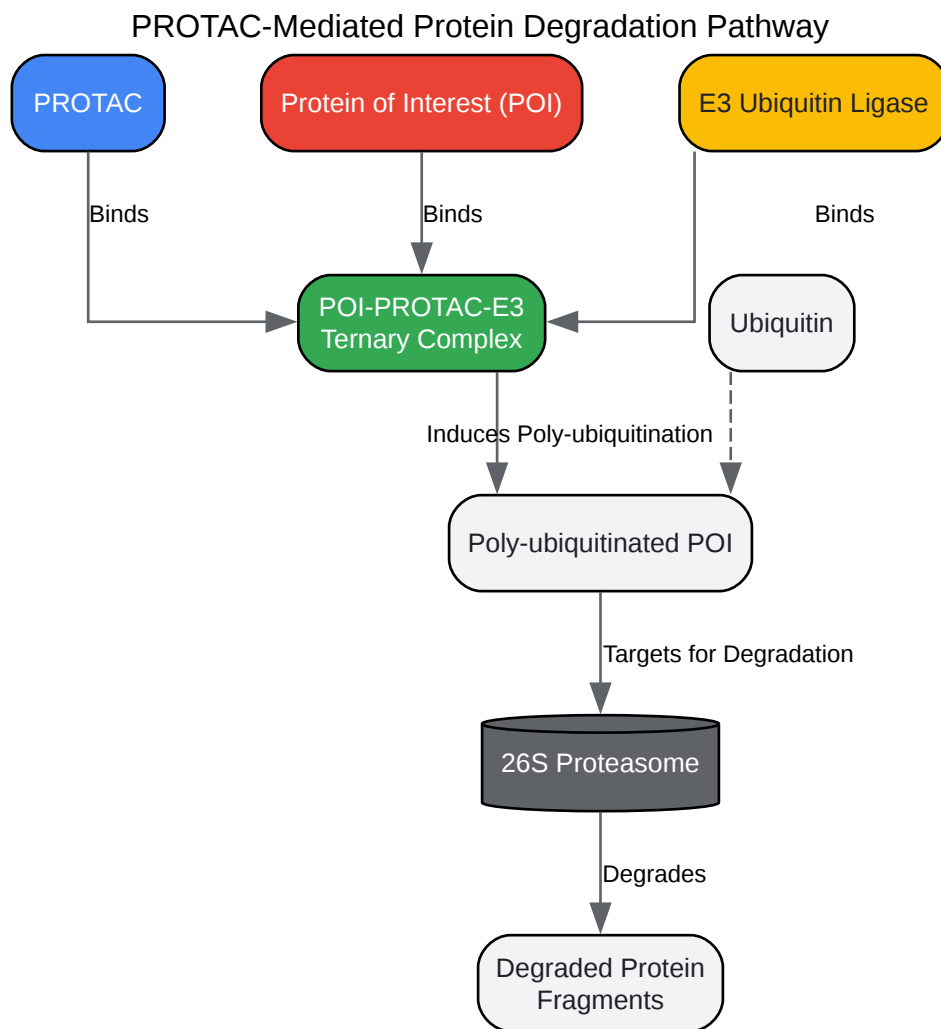 PROTAC-Mediated Protein Degradation Pathway
PROTAC
Protein of Interest (POI)
E3 Ubiquitin Ligase
Binds
Binds
Binds
POI-PROTAC-E3
Ternary Complex
Ubiquitin
Induces Poly-ubiquitination
Poly-ubiquitinated POI
Targets for Degradation
26S Proteasome
Degrades
Degraded Protein
Fragments